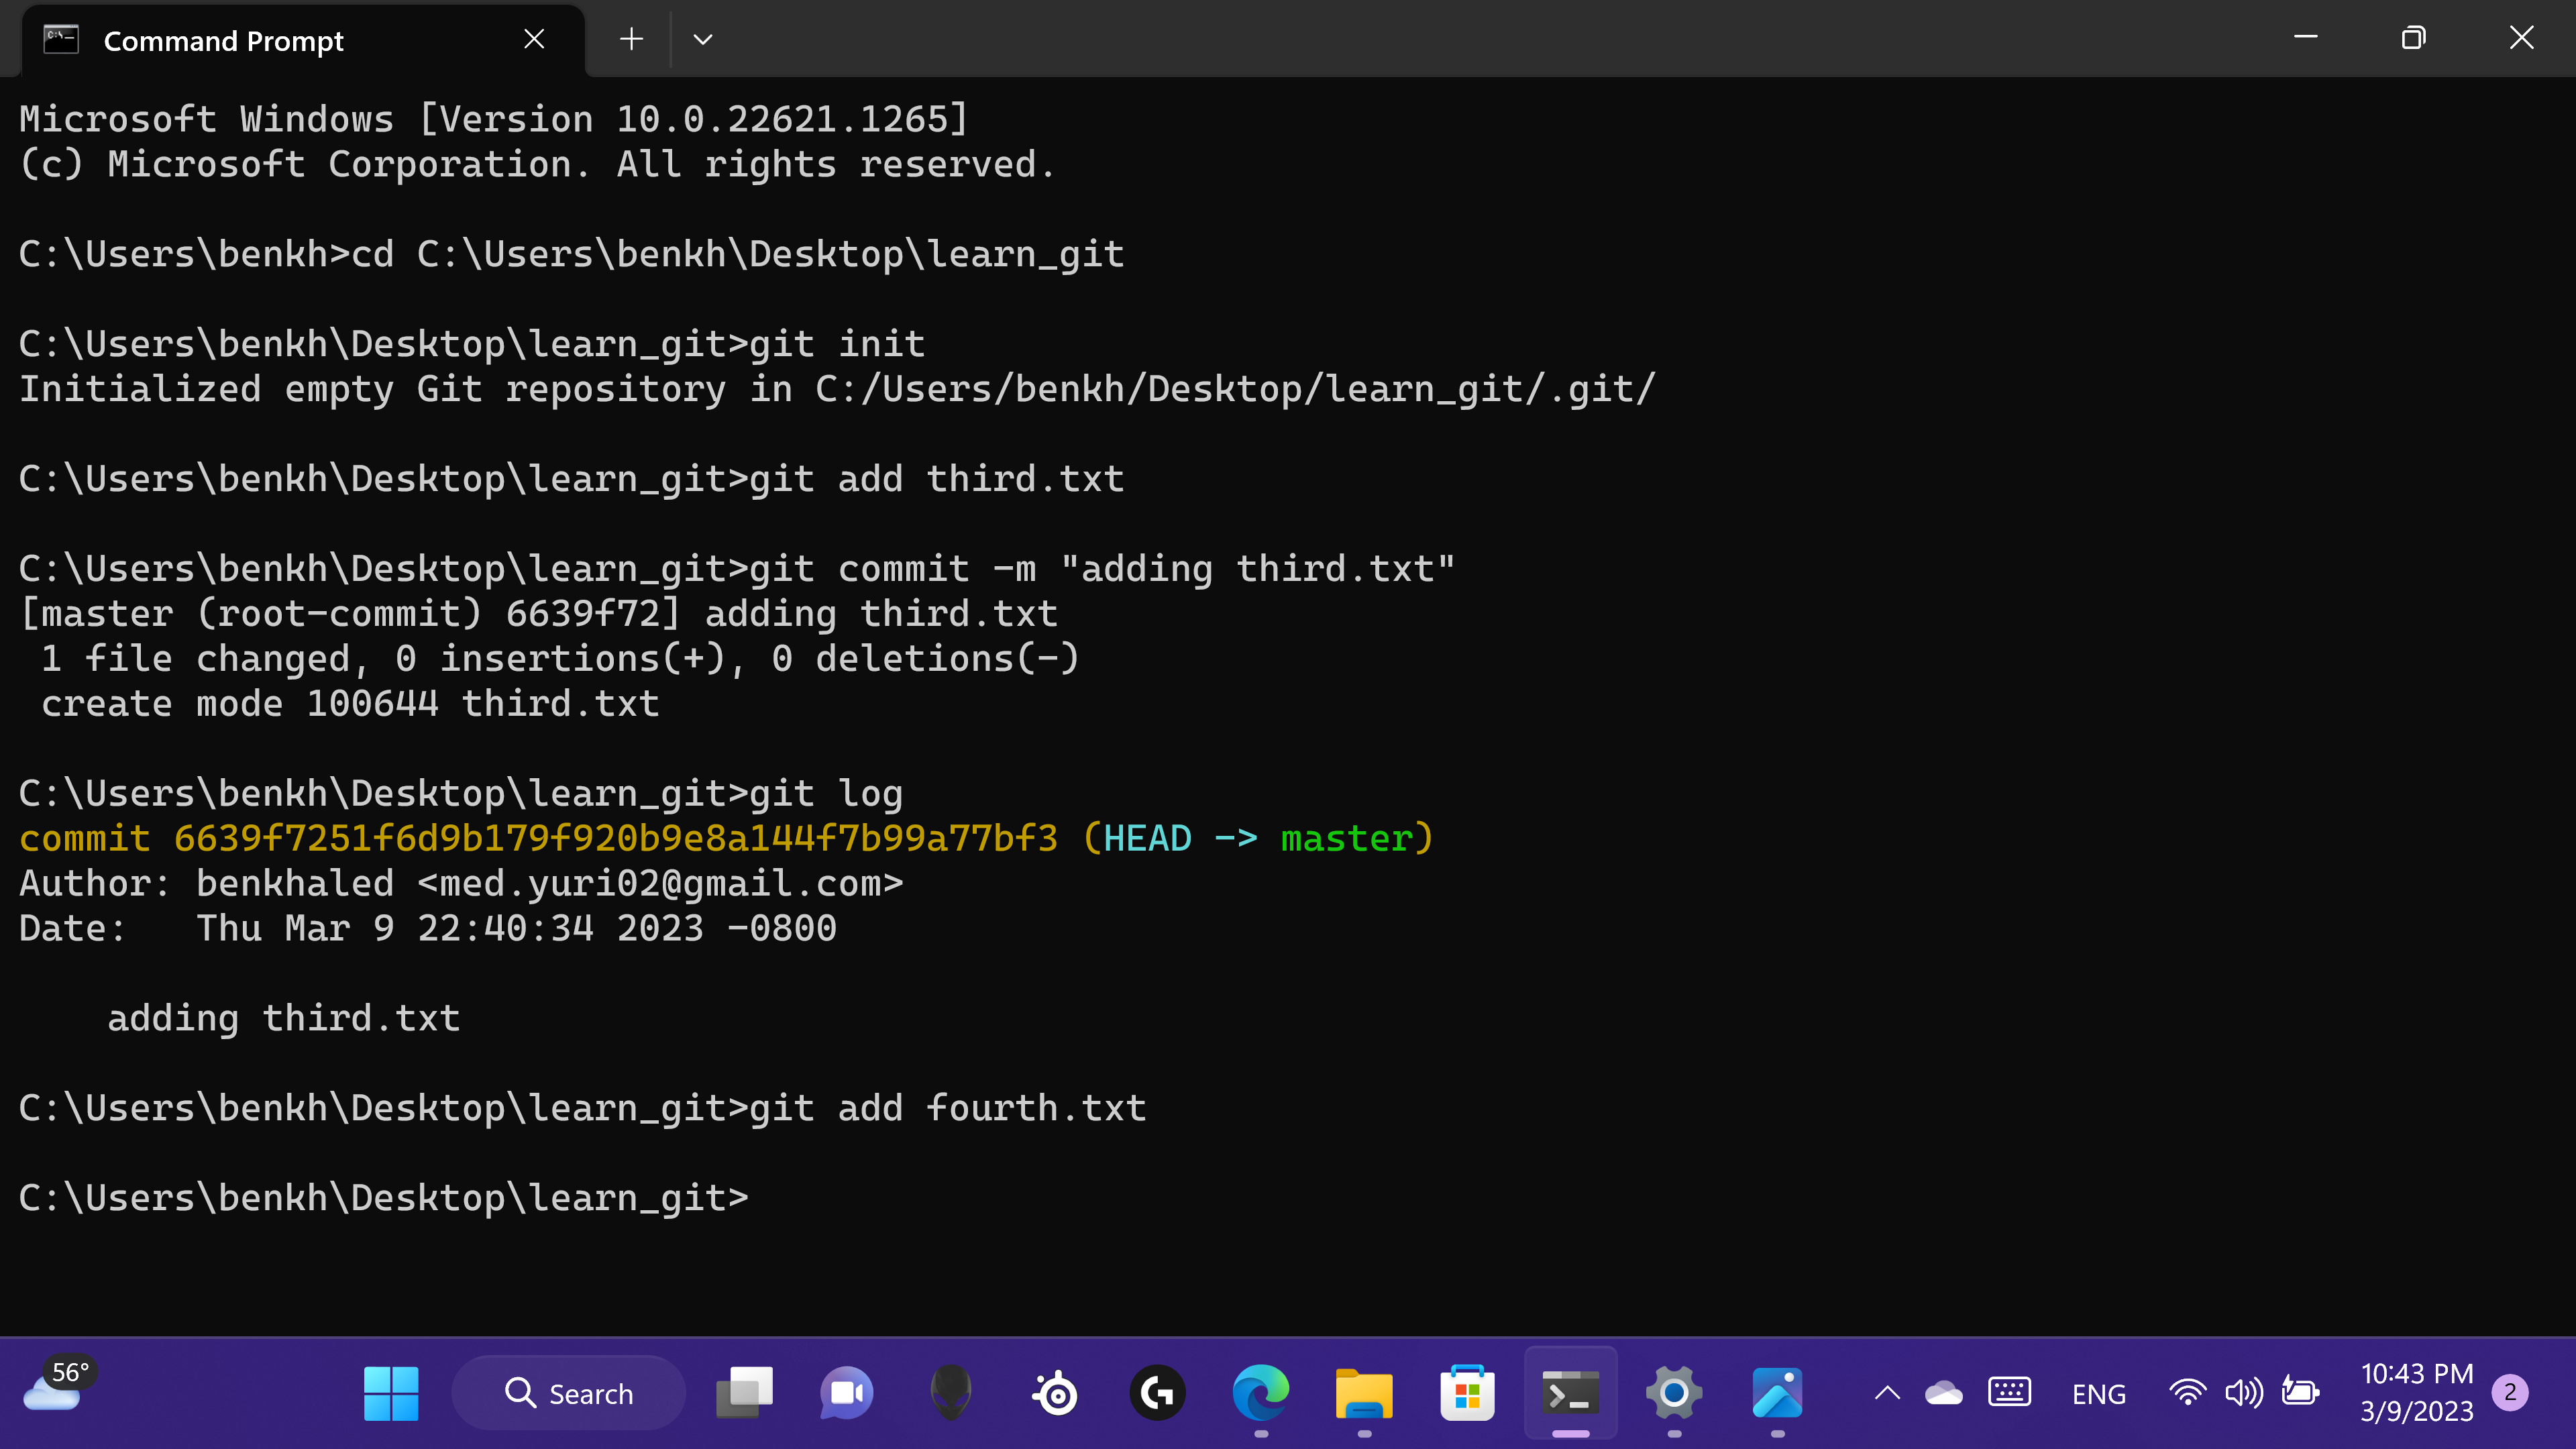 Command Prompt
Microsoft Windows [Version 10.0.22621.1265]
(c) Microsoft Corporation. All rights reserved.
C:\Users\benkh>cd C:\Users\benkh\Desktop\learn_git
C:\Users\benkh\Desktop\learn_git>git init
Initialized empty Git repository in C:/Users/benkh/Desktop/learn_git/.git/
C:\Users\benkh\Desktop\learn_git>git add third.txt
C:\Users\benkh\Desktop\learn_git>git commit -m "adding third.txt"
[master (root-commit) 6639f72] adding third.txt
 1 file changed, 0 insertions(+), 0 deletions(-)
 create mode 100644 third.txt
C:\Users\benkh\Desktop\learn_git>git log
commit 6639f7251f6d9b179f920b9e8a144f7b99a77bf3 (HEAD -> master)
Author: benkhaled <med.yuri02@gmail.com>
Date:   Thu Mar 9 22:40:34 2023 -0800
    adding third.txt
C:\Users\benkh\Desktop\learn_git>git add fourth.txt
C:\Users\benkh\Desktop\learn_git>
56°
Search
ENG
10:43 PM
3/9/2023
2